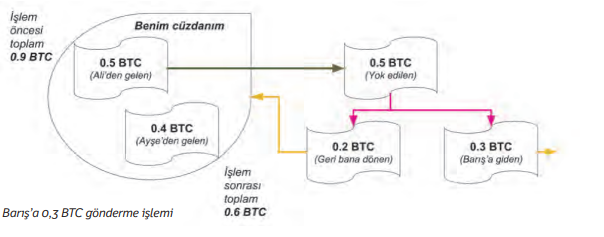 İşlem
öncesi
toplam
0.9 BTC
Benim cüzdanım
0.5 BTC
(Ali'den gelen)
0.4 BTC
(Ayşe'den gelen)
0.5 BTC
(Yok edilen)
0.2 BTC
(Geri bana dönen)
0.3 BTC
(Barış'a giden)
İşlem
sonrası
toplam
0.6 BTC
Barış'a 0,3 BTC gönderme işlemi